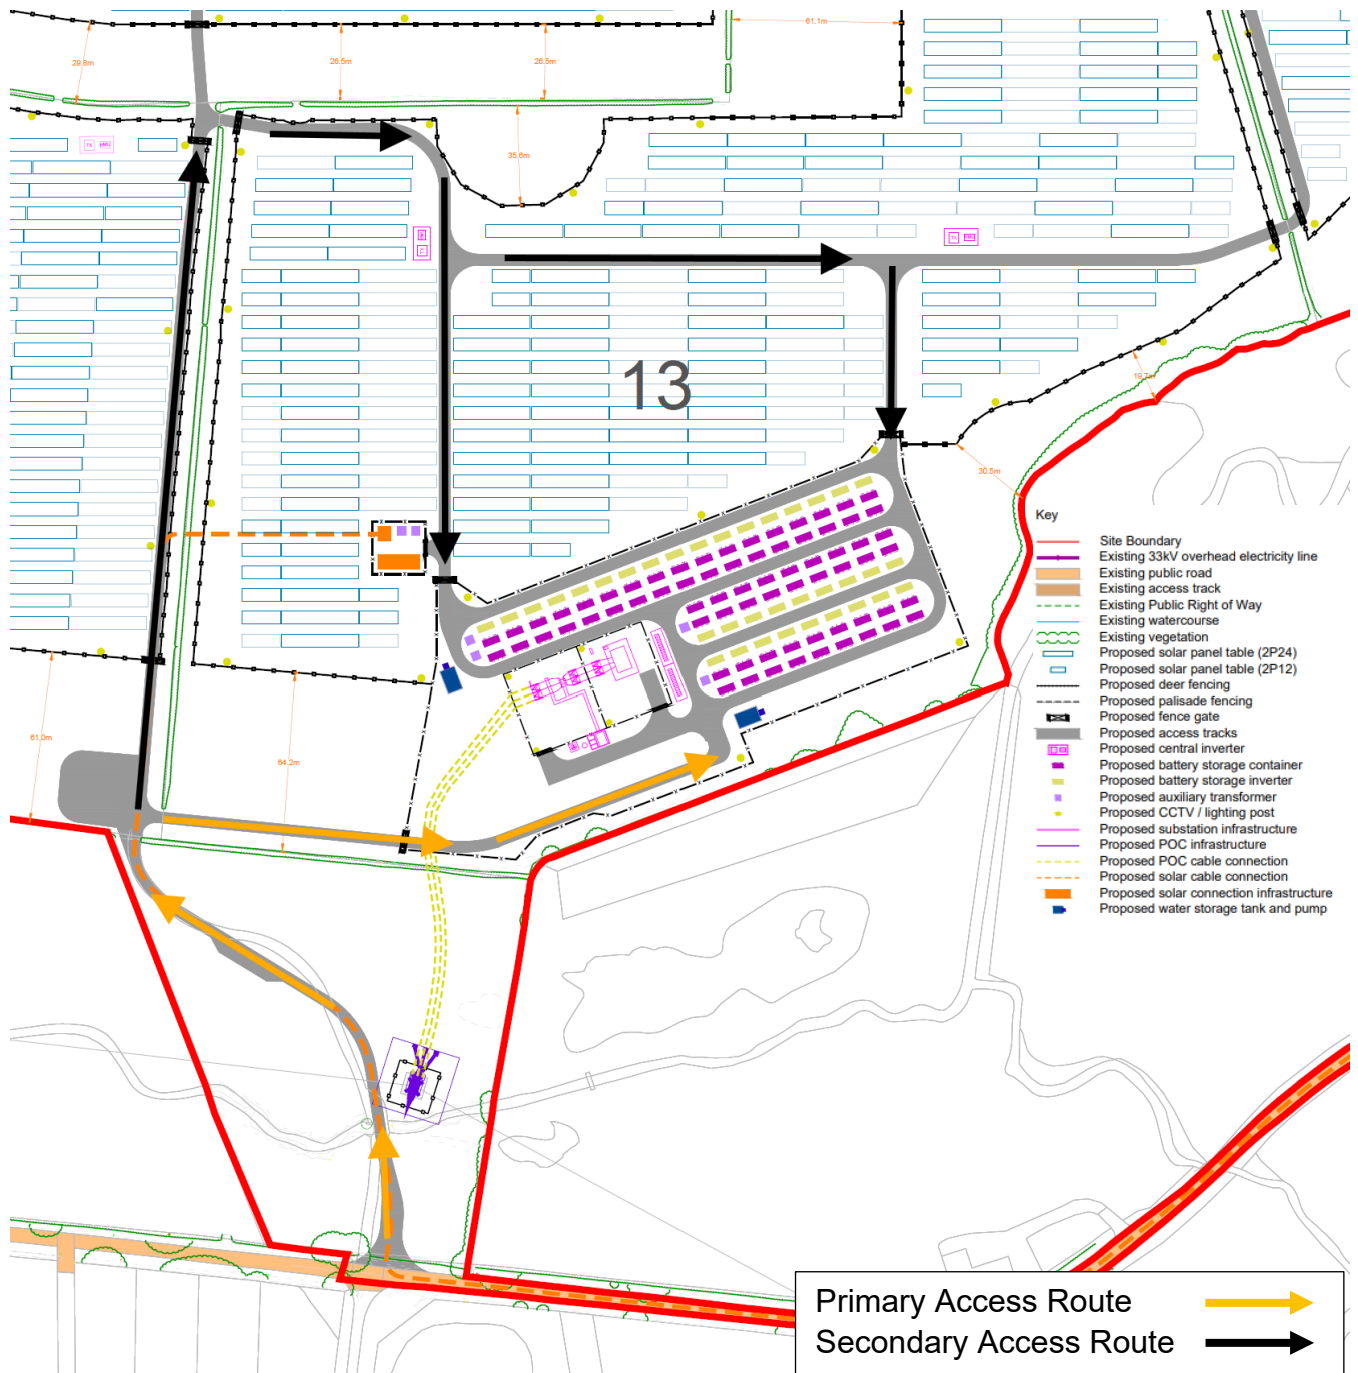 61.1m
29.8m
26.5m
26.5m
35.6m
13
19.7m
30.5m
61.0m
64.2m
Key
Site Boundary
Existing 33kV overhead electricity line
Existing public road
Existing access track
Existing Public Right of Way
Existing watercourse
Existing vegetation
Proposed solar panel table (2P24)
Proposed solar panel table (2P12)
Proposed deer fencing
Proposed palisade fencing
Proposed fence gate
Proposed access tracks
Proposed central inverter
Proposed battery storage container
Proposed battery storage inverter
Proposed auxiliary transformer
Proposed CCTV / lighting post
Proposed substation infrastructure
Proposed POC infrastructure
Proposed POC cable connection
Proposed solar cable connection
Proposed solar connection infrastructure
Proposed water storage tank and pump
Primary Access Route
Secondary Access Route